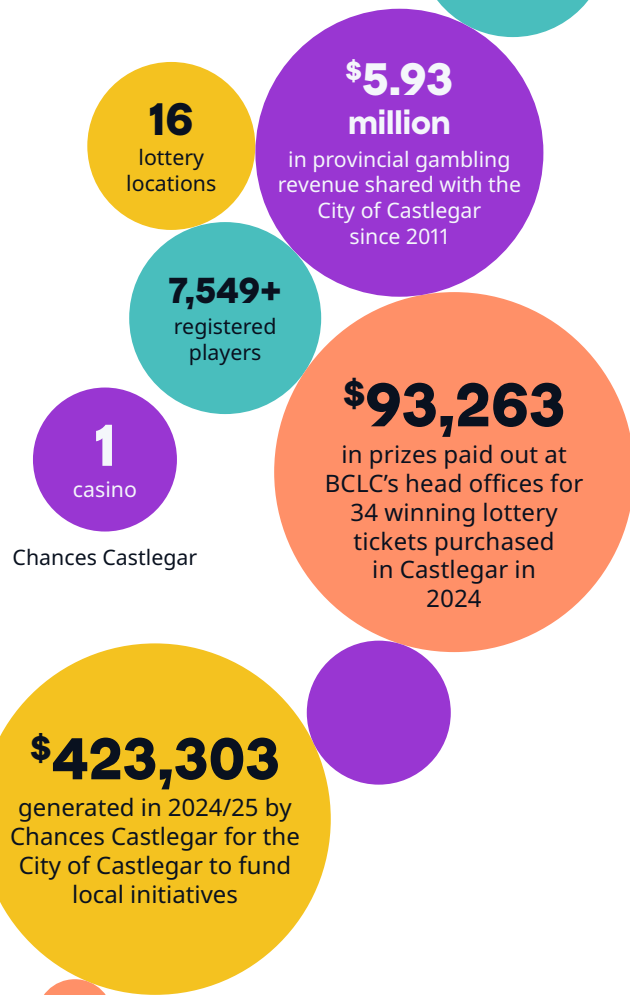 $5.93
million
in provincial gambling
revenue shared with the
City of Castlegar
since 2011
16
lottery
locations
7,549+
registered
players
$93,263
in prizes paid out at
BCLC’s head offices for
34 winning lottery
tickets purchased
in Castlegar in
2024
1
casino
Chances Castlegar
$423,303
generated in 2024/25 by
Chances Castlegar for the
City of Castlegar to fund
local initiatives